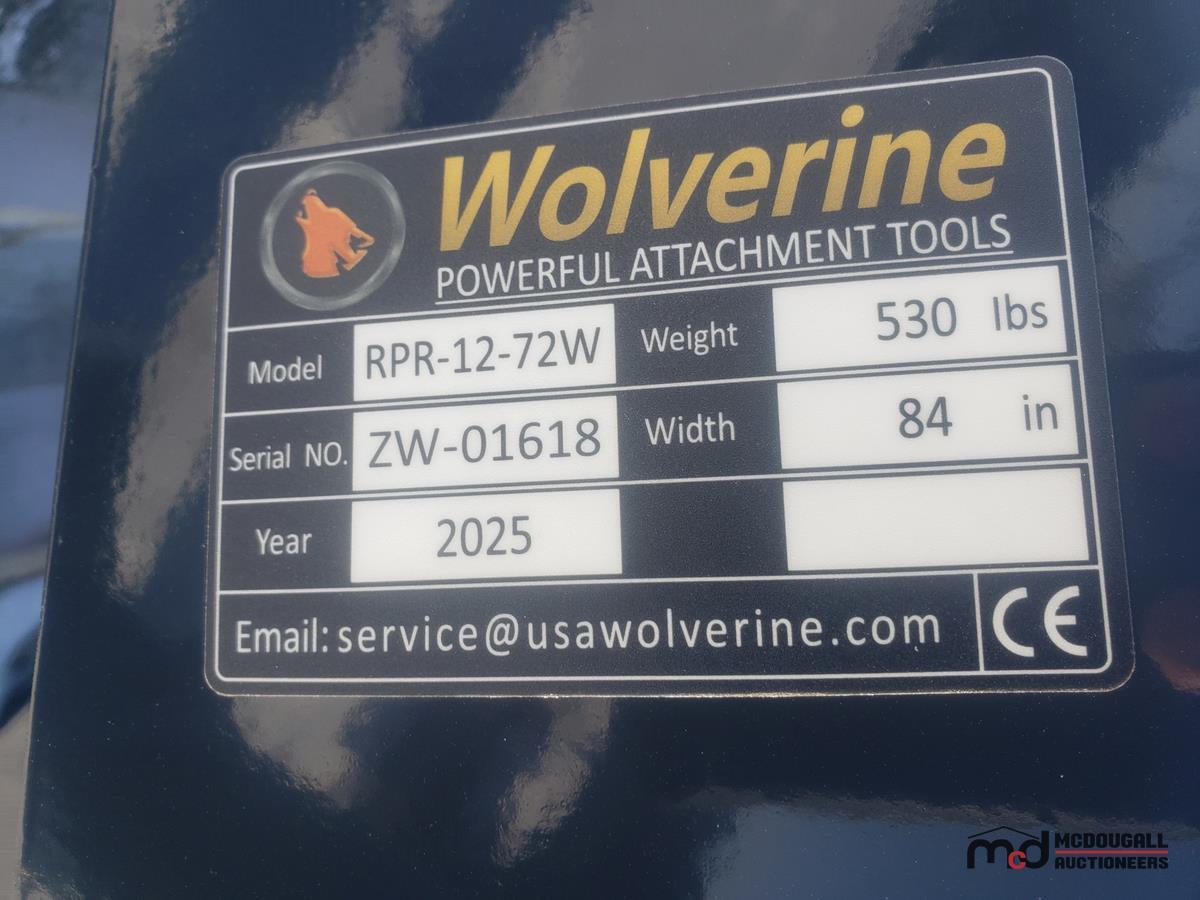 Wolverine
POWERFUL ATTACHMENT TOOLS
Model RPR-12-72W Weight 530 lbs
Serial NO. ZW-01618 Width 84 in
Year 2025
Email: service@usawolverine.com CE
mcd MCDOUGALL
AUCTIONEERS